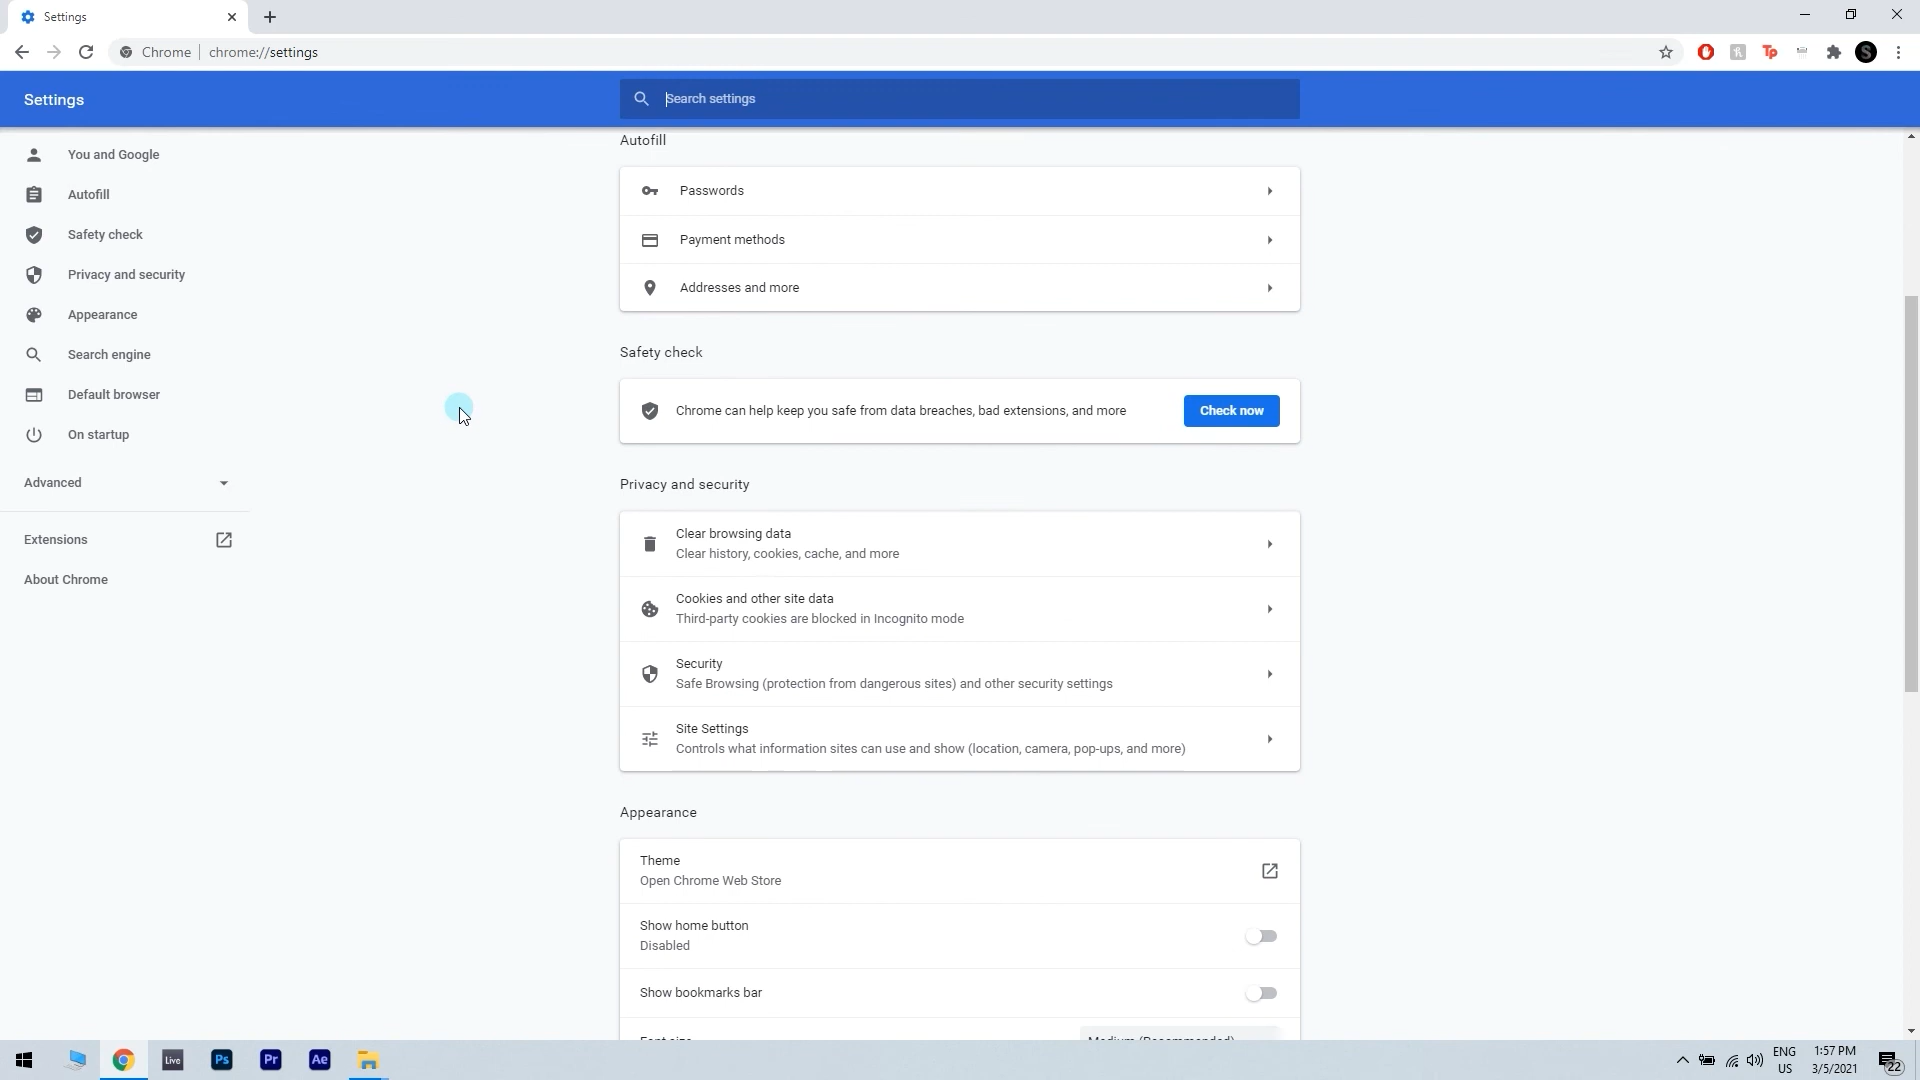 Settings
Chrome
chrome://settings
S
Tp
Settings
Search settings
You and Google
Autofill
Safety check
Privacy and security
Appearance
Search engine
Default browser
On startup
Advanced
Extensions
About Chrome
Autofill
Passwords
Payment methods
Addresses and more
Safety check
Chrome can help keep you safe from data breaches, bad extensions, and more
Check now
Privacy and security
Clear browsing data
Clear history, cookies, cache, and more
Cookies and other site data
Third-party cookies are blocked in Incognito mode
Security
Safe Browsing (protection from dangerous sites) and other security settings
Site Settings
Controls what information sites can use and show (location, camera, pop-ups, and more)
Appearance
Theme
Open Chrome Web Store
Show home button
Disabled
Show bookmarks bar
Font size
Medium (Recommended)
Live
Ps
Pr
Ae
ENG
US
1:57 PM
3/5/2021
22